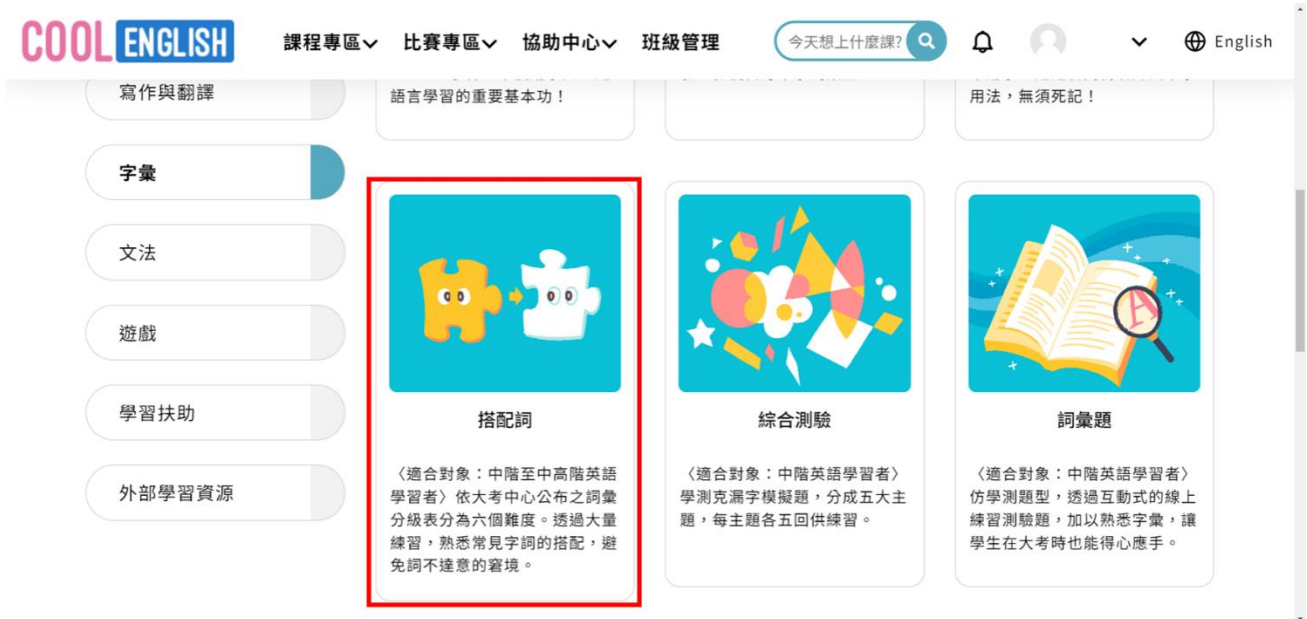 COOL ENGLISH
課程專區
比賽專區
協助中心
班級管理
今天想上什麼課?
English
寫作與翻譯
字彙
文法
遊戲
學習扶助
外部學習資源
語言學習的重要基本功！
用法，無須死記！
搭配詞
〈適合對象：中階至中高階英語
學習者〉依大考中心公布之詞彙
分級表分為六個難度。透過大量
練習，熟悉常見字詞的搭配，避
免詞不達意的窘境。
綜合測驗
〈適合對象：中階英語學習者〉
學測克漏字模擬題，分成五大主
題，每主題各五回供練習。
A
詞彙題
〈適合對象：中階英語學習者〉
仿學測題型，透過互動式的線上
練習測驗題，加以熟悉字彙，讓
學生在大考時也能得心應手。